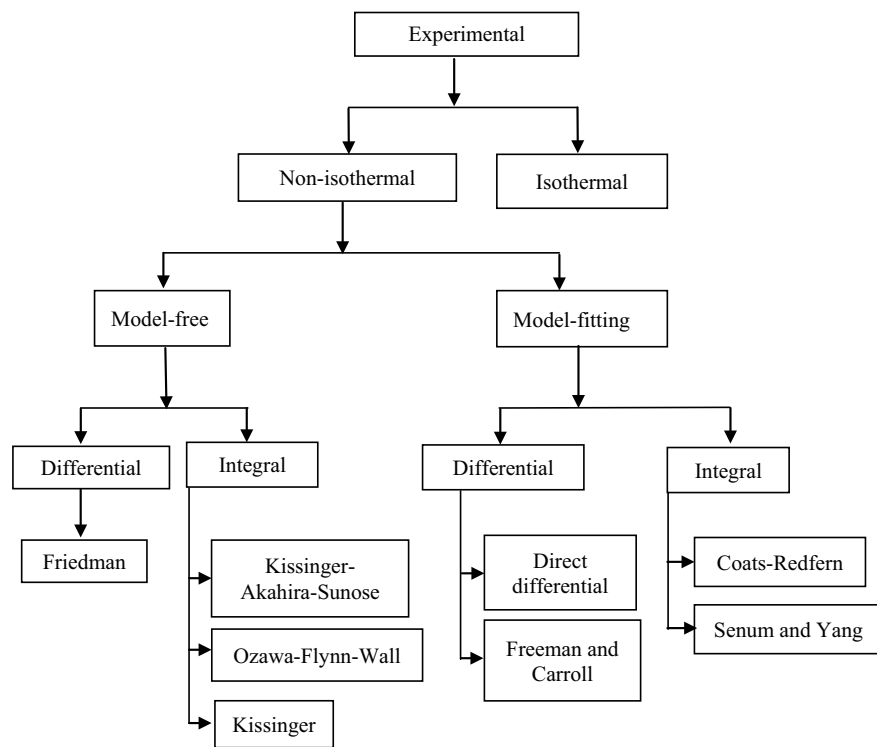 Experimental
Non-isothermal
Isothermal
Model-free
Model-fitting
Differential
Integral
Differential
Integral
Friedman
Kissinger-
Akahira-Sunose
Ozawa-Flynn-Wall
Kissinger
Direct
differential
Freeman and
Carroll
Coats-Redfern
Senum and Yang